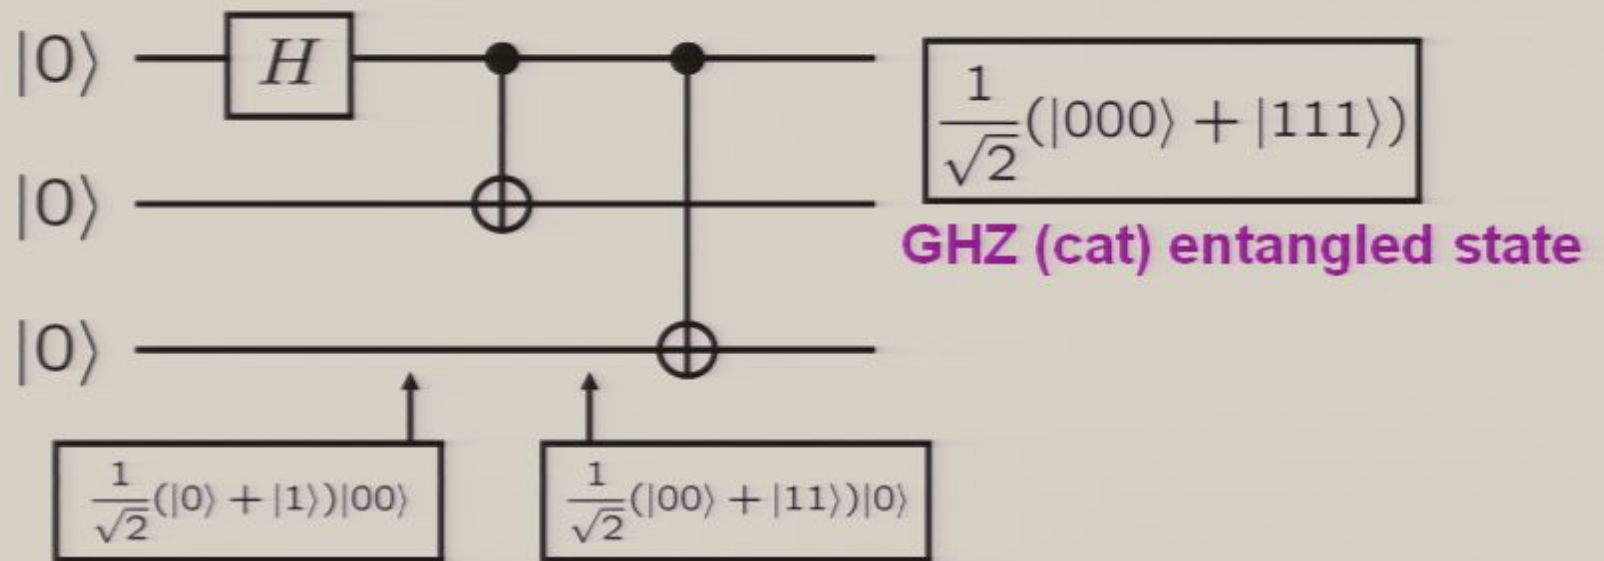 |0⟩ H
1/√2(|000⟩ + |111⟩)
|0⟩
GHZ (cat) entangled state
|0⟩
1/√2(|0⟩ + |1⟩)|00⟩
1/√2(|00⟩ + |11⟩)|0⟩